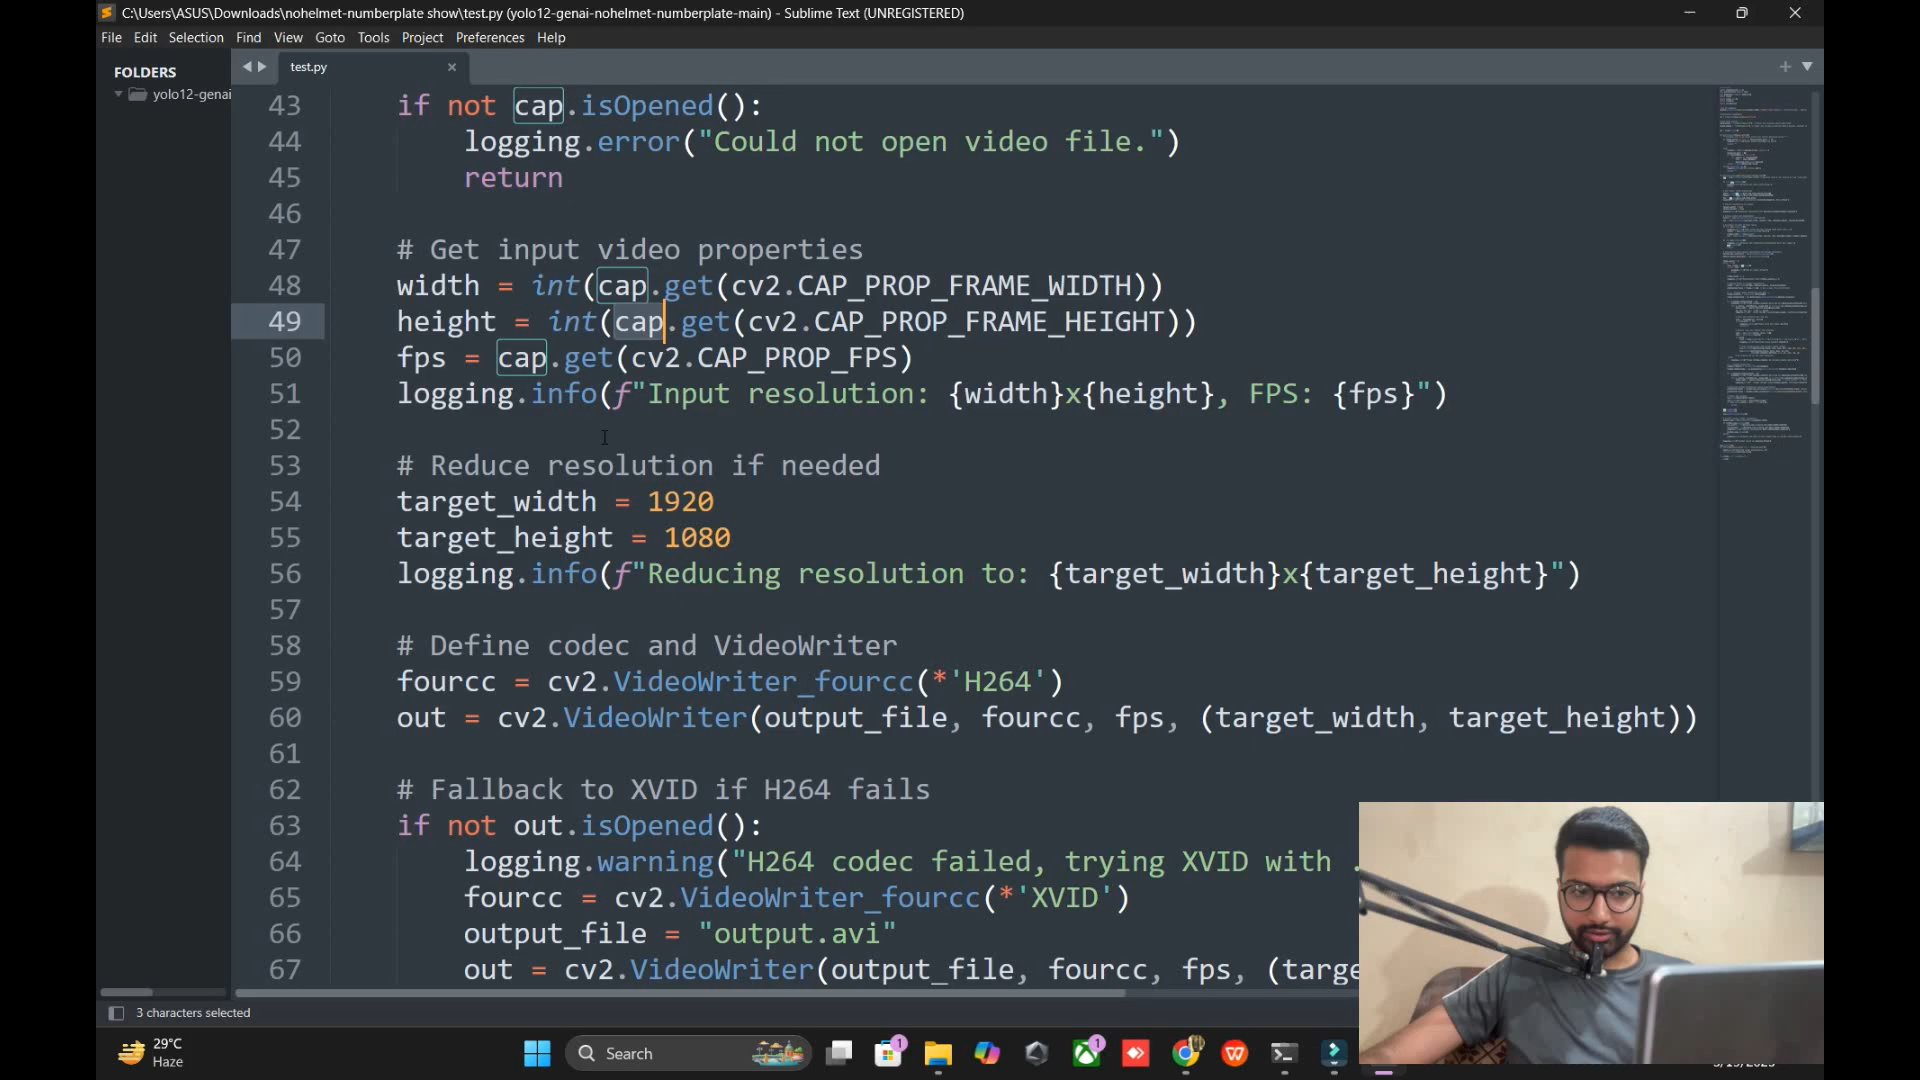 C:\Users\ASUS\Downloads\nohelmet-numberplate show\test.py (yolo12-genai-nohelmet-numberplate-main) - Sublime Text (UNREGISTERED)
File Edit Selection Find View Goto Tools Project Preferences Help
FOLDERS
yolo12-genai
test.py
43 if not cap.isOpened():
44 logging.error("Could not open video file.")
45 return
46
47 # Get input video properties
48 width = int(cap.get(cv2.CAP_PROP_FRAME_WIDTH))
49 height = int(cap.get(cv2.CAP_PROP_FRAME_HEIGHT))
50 fps = cap.get(cv2.CAP_PROP_FPS)
51 logging.info(f"Input resolution: {width}x{height}, FPS: {fps}")
52
53 # Reduce resolution if needed
54 target_width = 1920
55 target_height = 1080
56 logging.info(f"Reducing resolution to: {target_width}x{target_height}")
57
58 # Define codec and VideoWriter
59 fourcc = cv2.VideoWriter_fourcc(*'H264')
60 out = cv2.VideoWriter(output_file, fourcc, fps, (target_width, target_height))
61
62 # Fallback to XVID if H264 fails
63 if not out.isOpened():
64 logging.warning("H264 codec failed, trying XVID with .
65 fourcc = cv2.VideoWriter_fourcc(*'XVID')
66 output_file = "output.avi"
67 out = cv2.VideoWriter(output_file, fourcc, fps, (targe
3 characters selected
29°C
Haze
Search
1
1